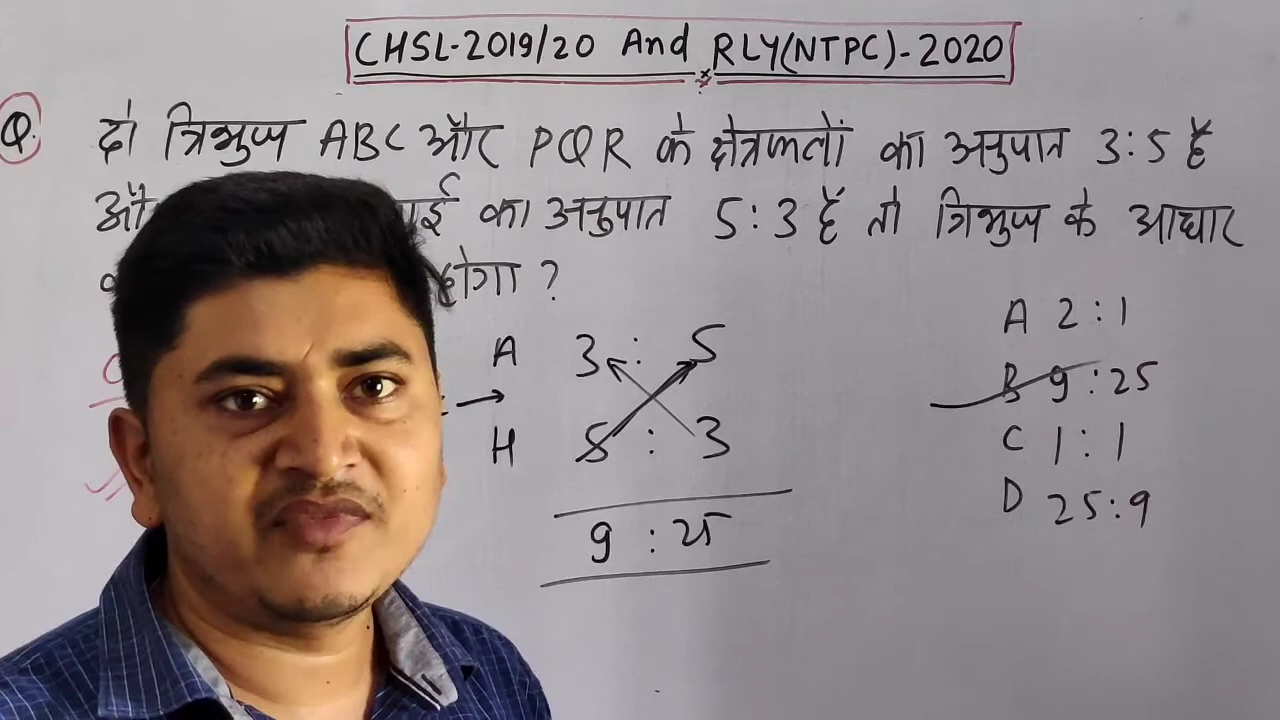 CHSL-2019/20 And RLY(NTPC)-2020
Q. दो त्रिभुज ABC और PQR के क्षेत्रफलों का अनुपात 3:5 है
का अनुपात 5:3 है तो त्रिभुज के आधार
होगा ?
A 3 : 5
H 5 : 3
9 : 25
A 2 : 1
B 9 : 25
C 1 : 1
D 25 : 9